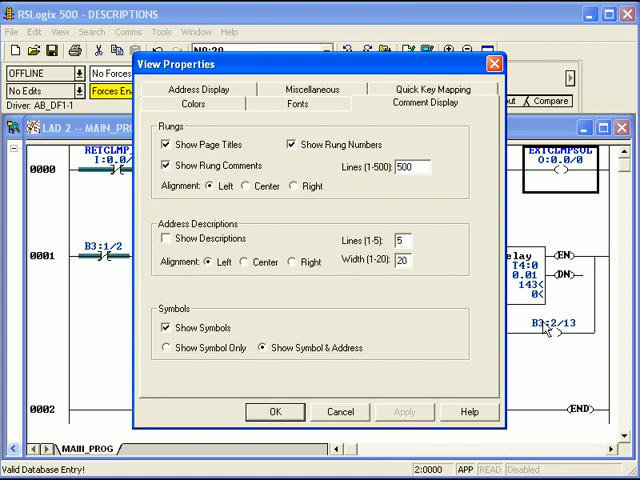 RSLogix 500 - DESCRIPTIONS
File Edit View Search Comms Tools Window Help
N0:20
OFFLINE
No Forces
No Edits
Forces Ena
Driver: AB_DF1-1
Compare
LAD 2 -- MAIN_PRO
View Properties
Address Display
Miscellaneous
Quick Key Mapping
Colors
Fonts
Comment Display
Rungs
Show Page Titles
Show Rung Numbers
Show Rung Comments
Lines (1-500): 500
Alignment: Left Center Right
Address Descriptions
Show Descriptions
Lines (1-5): 5
Alignment: Left Center Right
Width (1-20): 20
Symbols
Show Symbols
Show Symbol Only
Show Symbol & Address
OK
Cancel
Apply
Help
RETCLMP
I:0.0/
EXTCLMPSOL
O:0.0/0
0000
B3:1/2
0001
elay
EN
T4:0
0.01
DN
143<
0<
B3:2/13
0002
END
MAIN_PROG
Valid Database Entry!
2:0000
APP
READ
Disabled